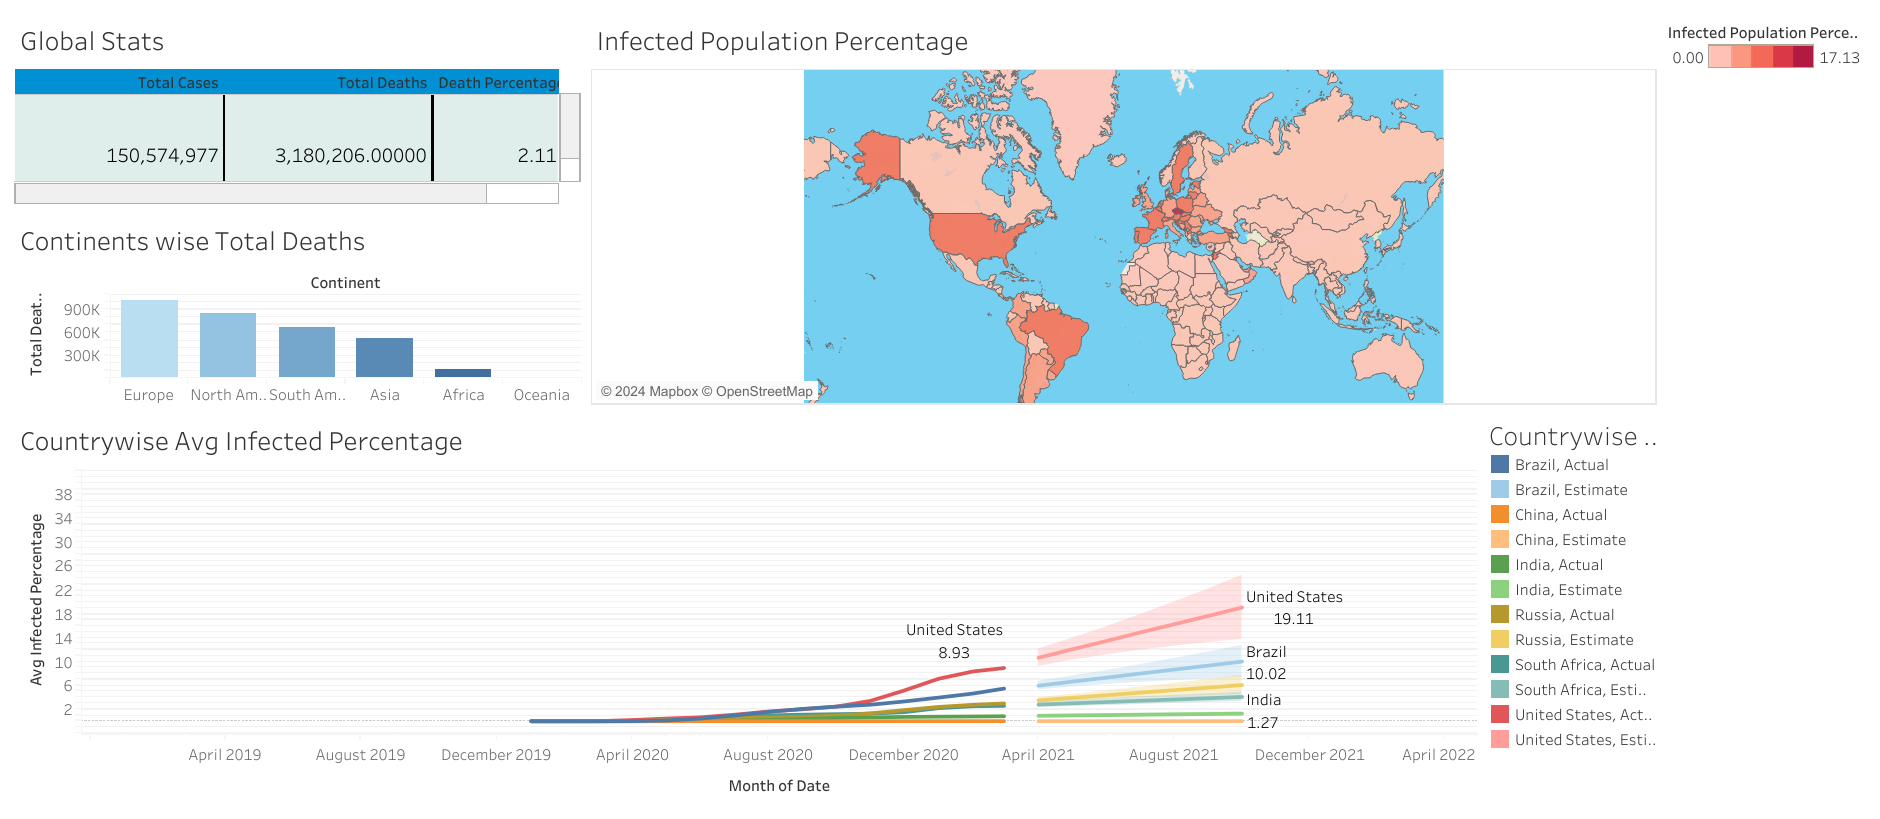 Global Stats
Total Cases
Total Deaths
Death Percentag
150,574,977
3,180,206.00000
2.11
Infected Population Percentage
© 2024 Mapbox © OpenStreetMap
Infected Population Perce..
0.00
17.13
Continents wise Total Deaths
Continent
Total Deat..
900K
600K
300K
Europe
North Am..
South Am..
Asia
Africa
Oceania
Countrywise Avg Infected Percentage
Avg Infected Percentage
38
34
30
26
22
18
14
10
6
2
United States
8.93
United States
19.11
Brazil
10.02
India
1.27
April 2019
August 2019
December 2019
April 2020
August 2020
December 2020
April 2021
August 2021
December 2021
April 2022
Month of Date
Countrywise ..
Brazil, Actual
Brazil, Estimate
China, Actual
China, Estimate
India, Actual
India, Estimate
Russia, Actual
Russia, Estimate
South Africa, Actual
South Africa, Esti..
United States, Act..
United States, Esti..